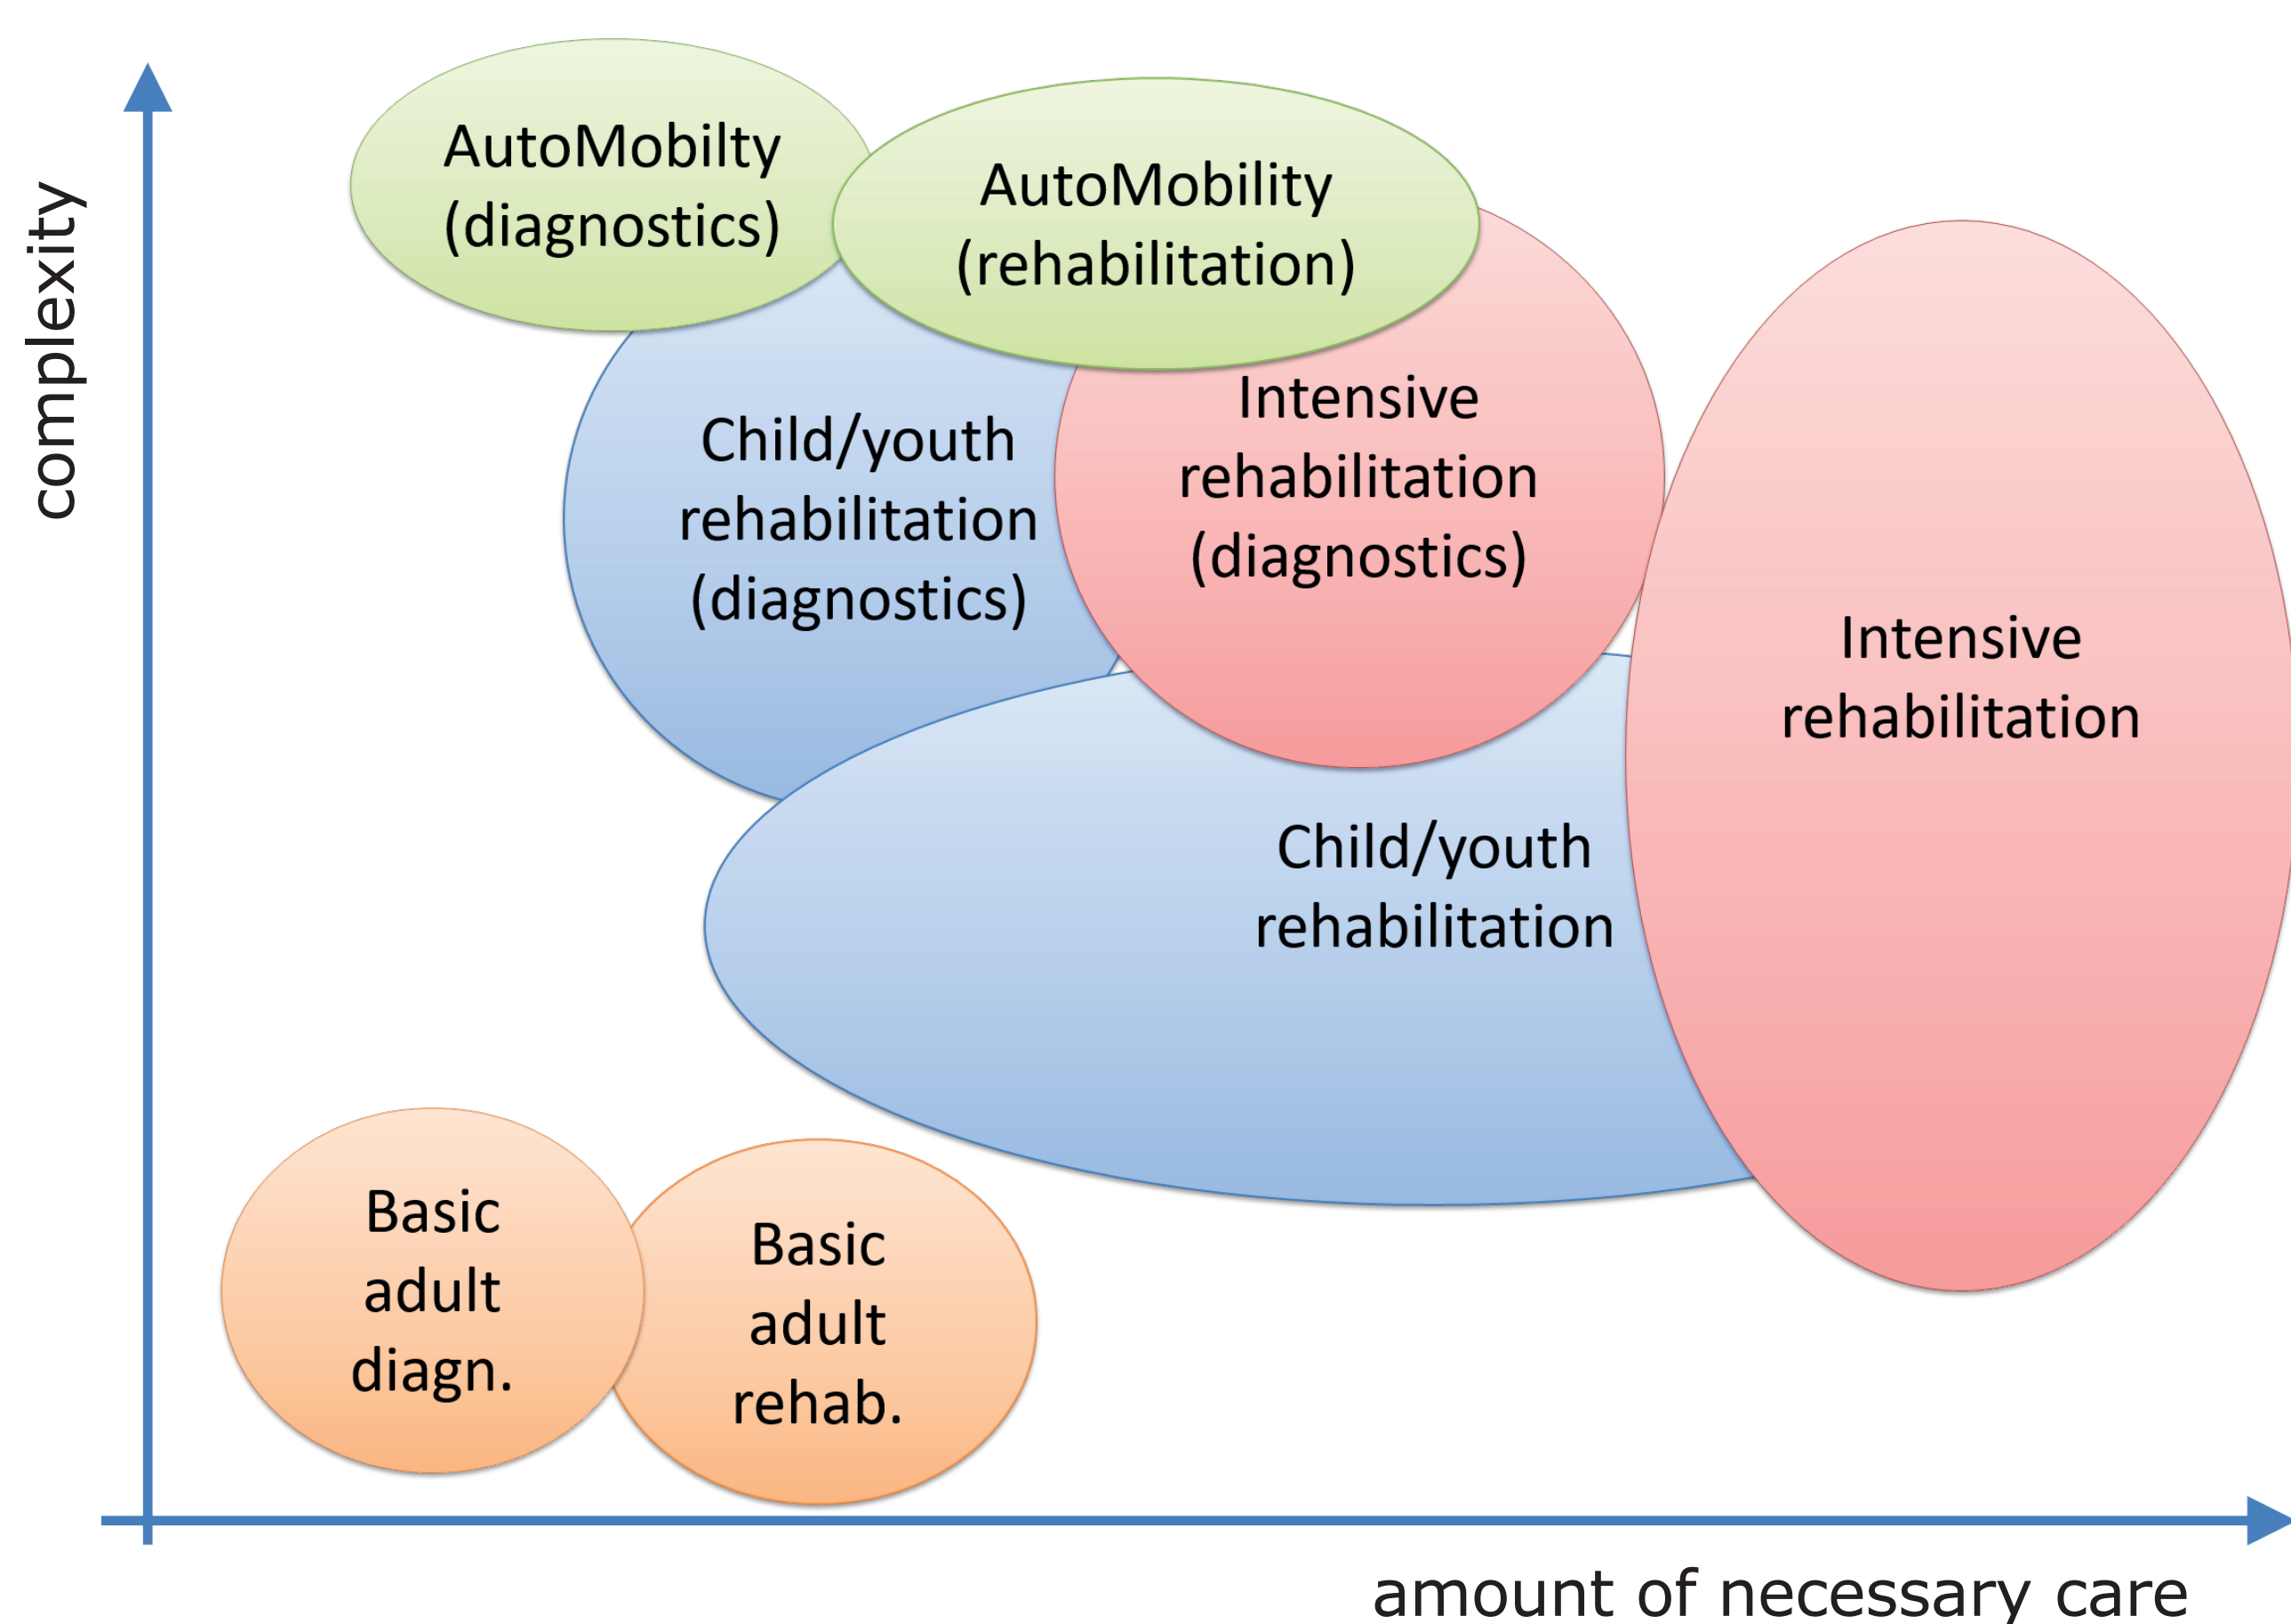 complexity
AutoMobilty
(diagnostics)
AutoMobility
(rehabilitation)
Child/youth
rehabilitation
(diagnostics)
Intensive
rehabilitation
(diagnostics)
Intensive
rehabilitation
Child/youth
rehabilitation
Basic
adult
diagn.
Basic
adult
rehab.
amount of necessary care